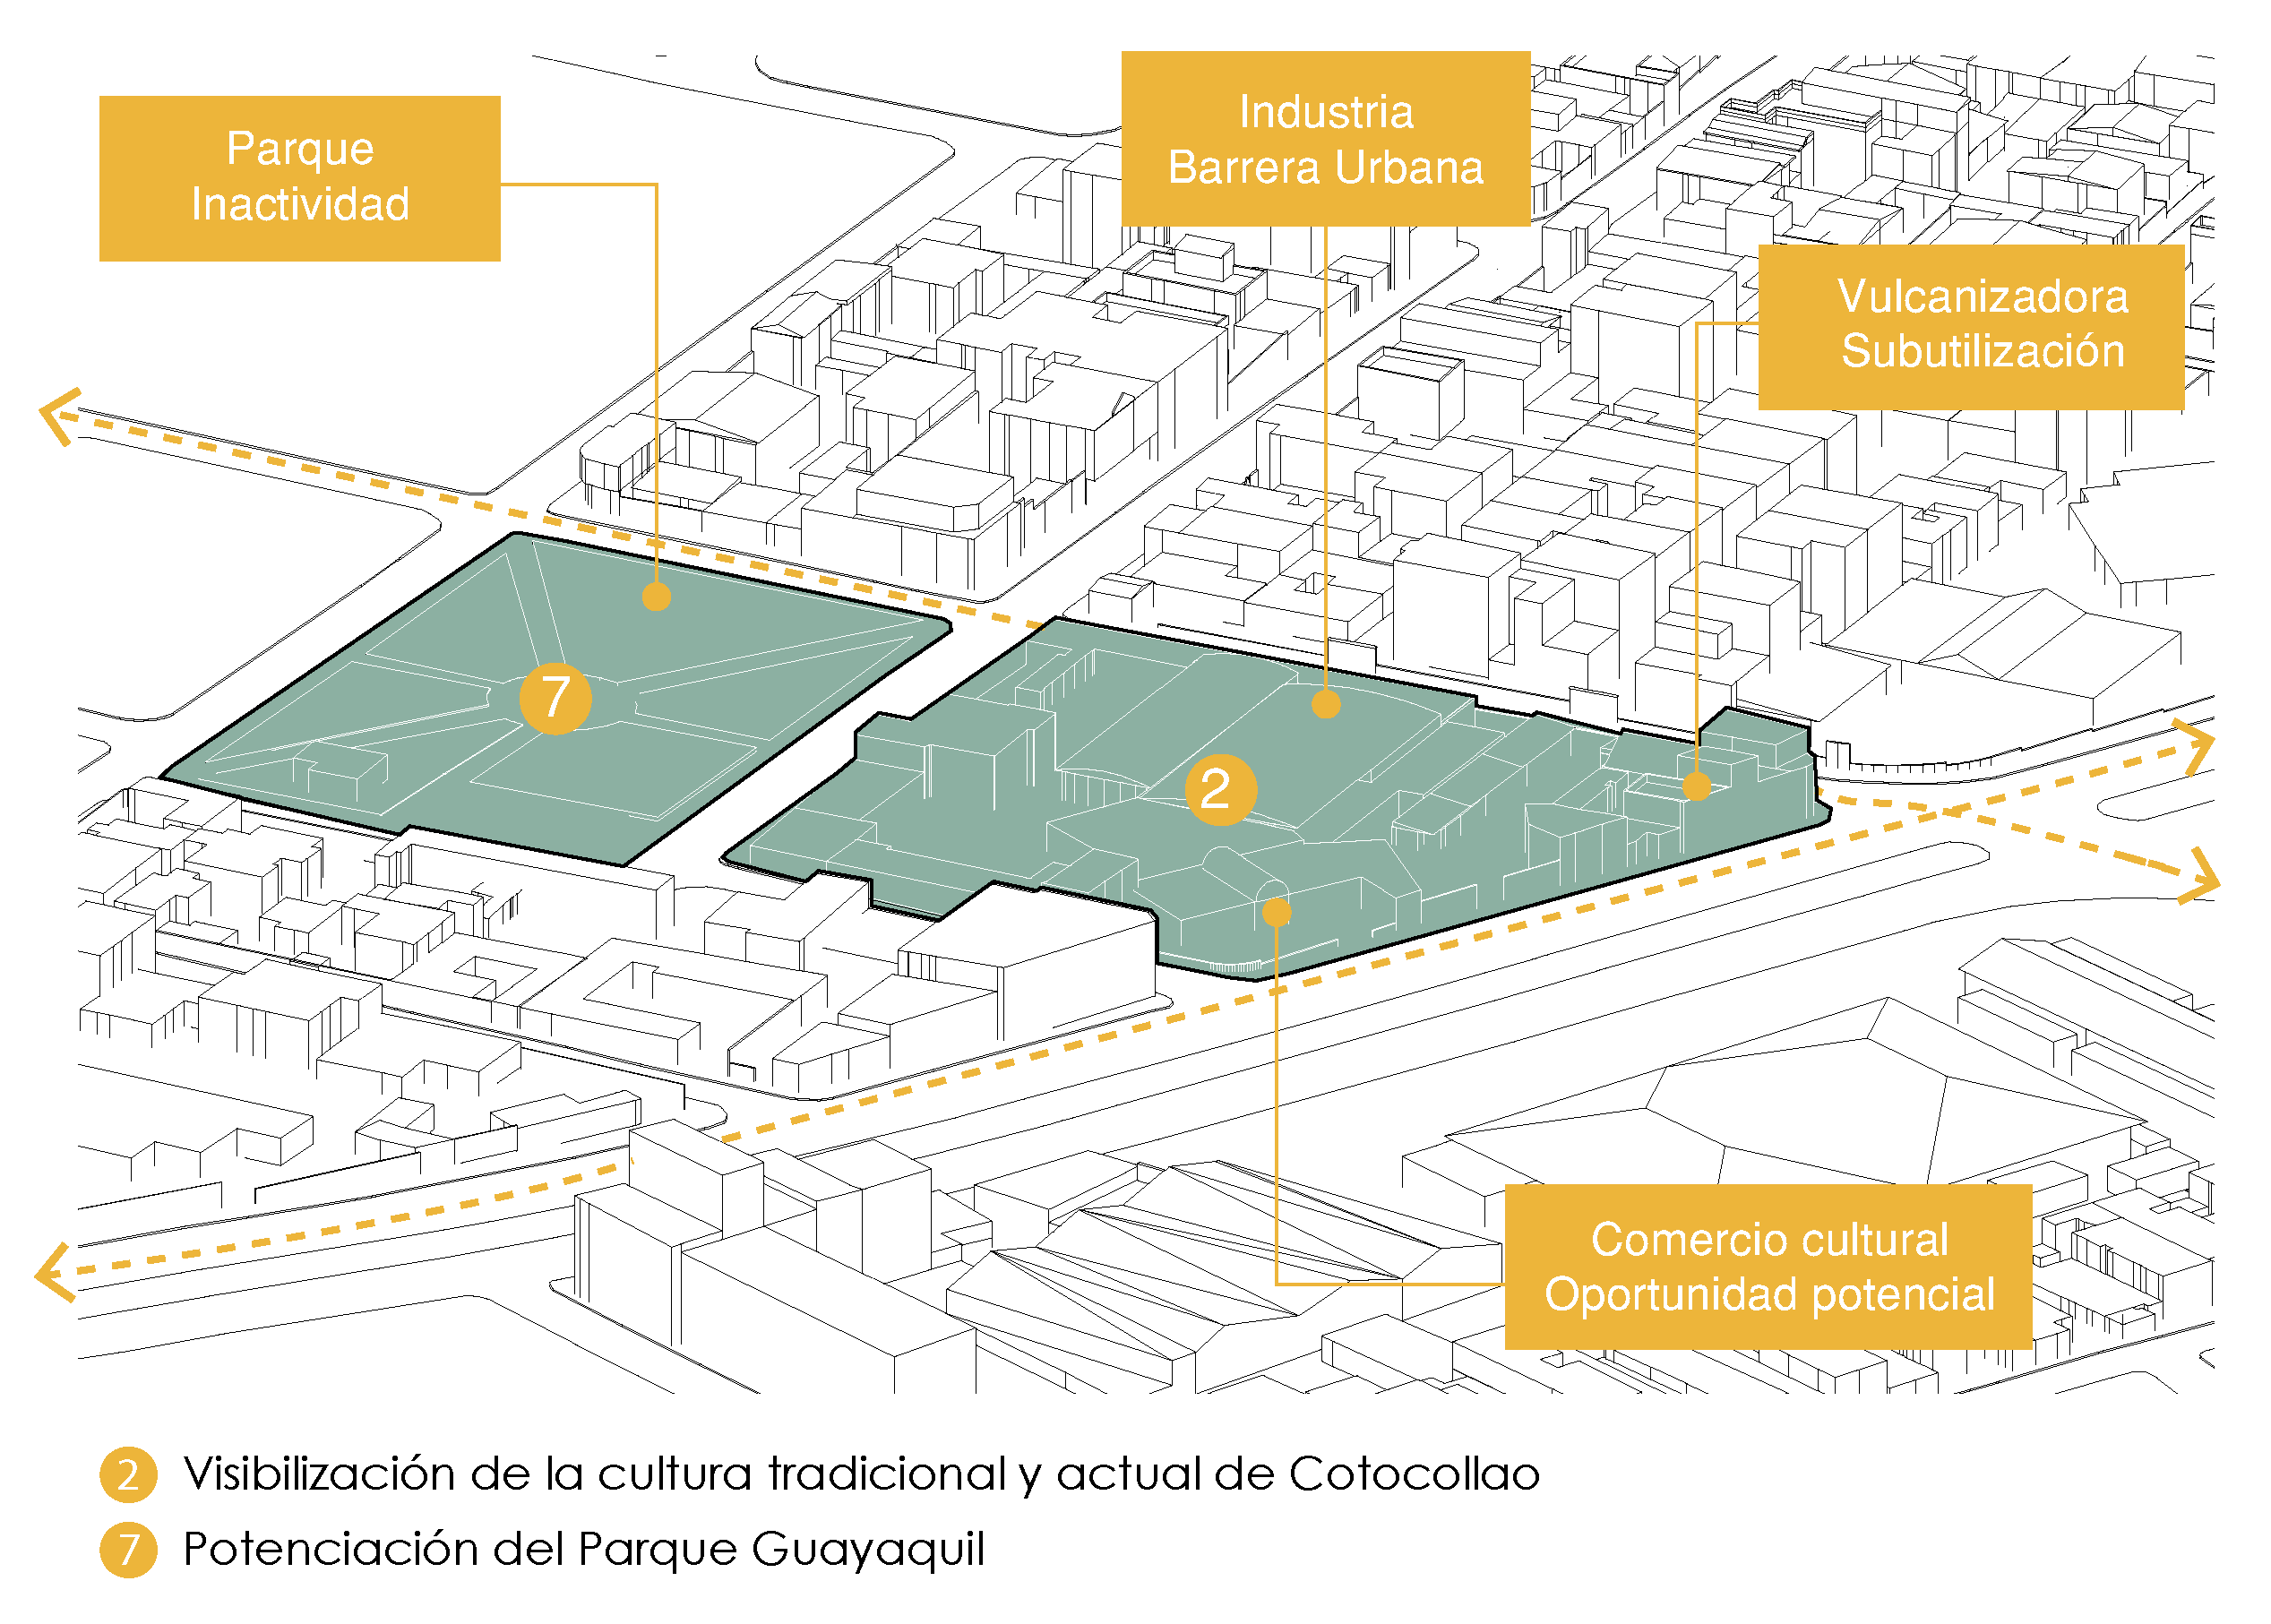 Industria
Barrera Urbana
Parque
Inactividad
Vulcanizadora
Subutilización
7
2
Comercio cultural
Oportunidad potencial
2 Visibilización de la cultura tradicional y actual de Cotocollao
7 Potenciación del Parque Guayaquil